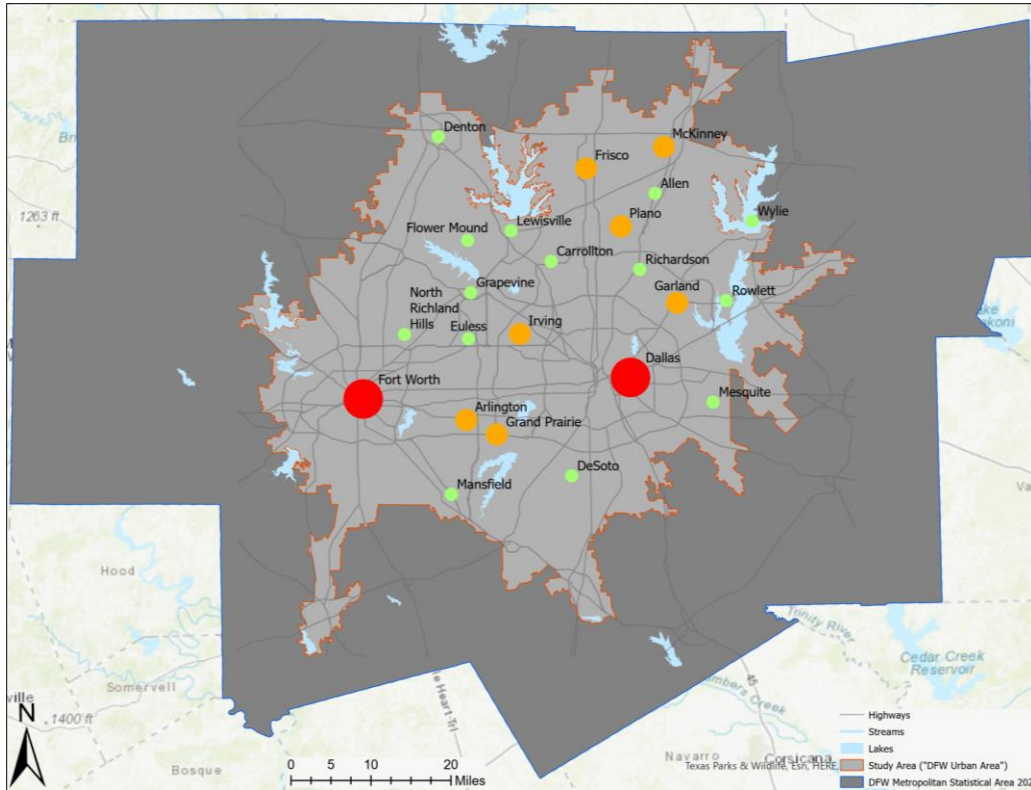 Denton
McKinney
Frisco
Allen
Wylie
Lewisville
Plano
Flower Mound
Carrollton
Richardson
Grapevine
Garland
Rowlett
North
Richland
Hills
Euless
Irving
Dallas
Fort Worth
Mesquite
Arlington
Grand Prairie
DeSoto
Mansfield
1263 ft
Hood
Somervell
ville
1400 ft
Bosque
Trinity River
Cedar Creek
Reservoir
45
Navarro
Corsicana
N
0 5 10 20
Miles
Texas Parks & Wildlife, Esri, HERE,
Highways
Streams
Lakes
Study Area ("DFW Urban Area")
DFW Metropolitan Statistical Area 202